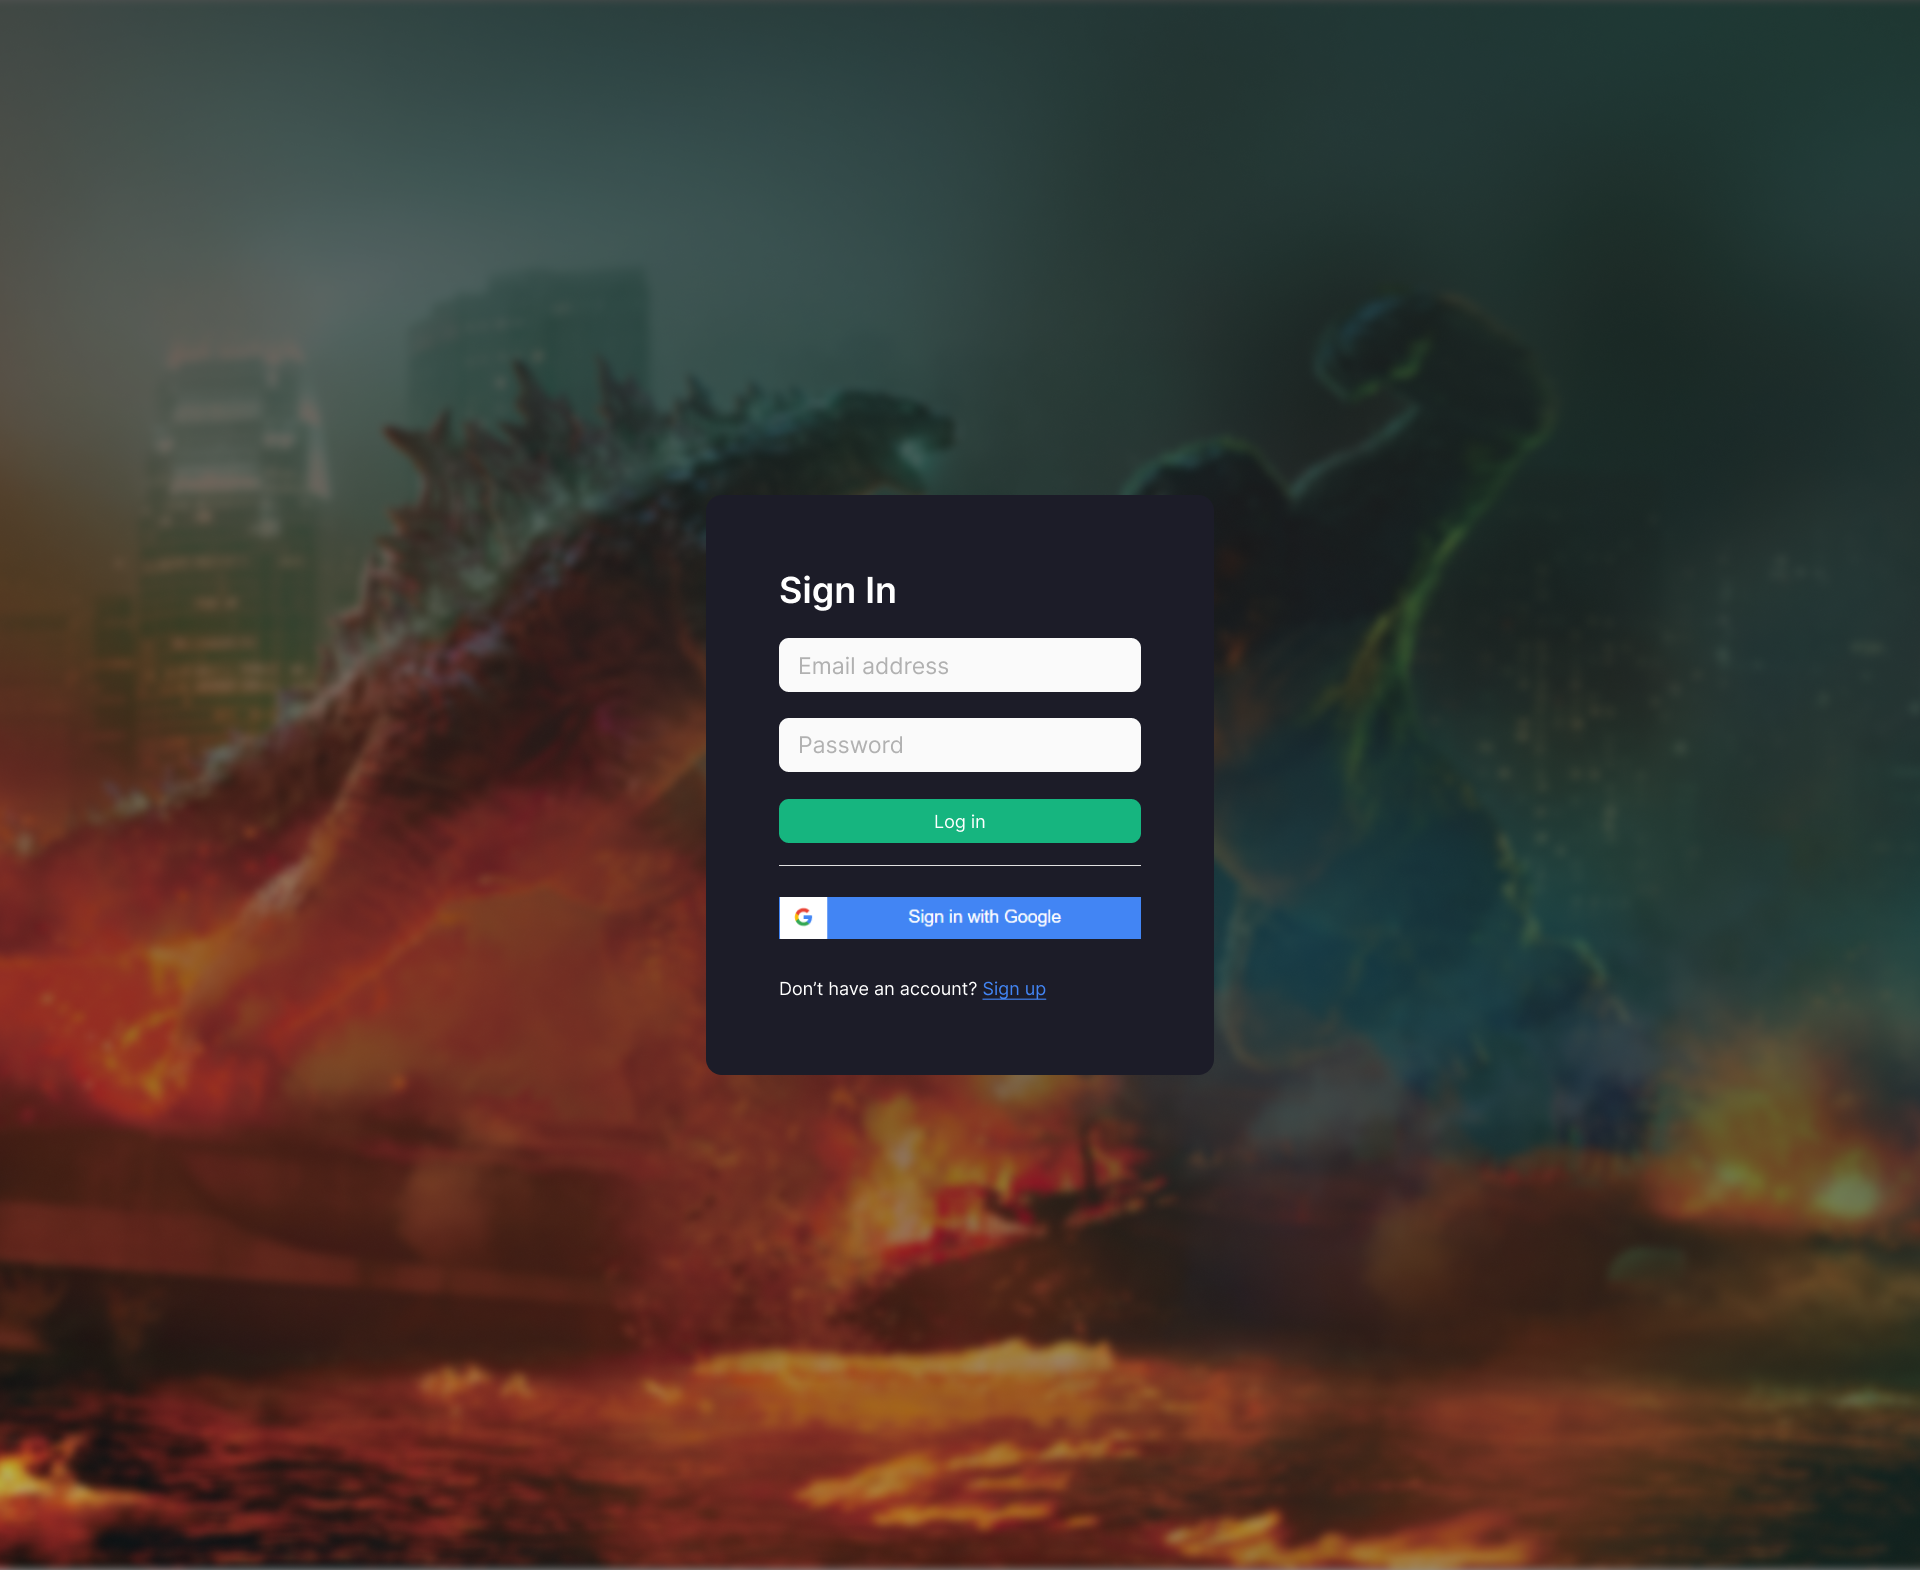 Sign In
Email address
Password
Log in
Sign in with Google
Don’t have an account? Sign up